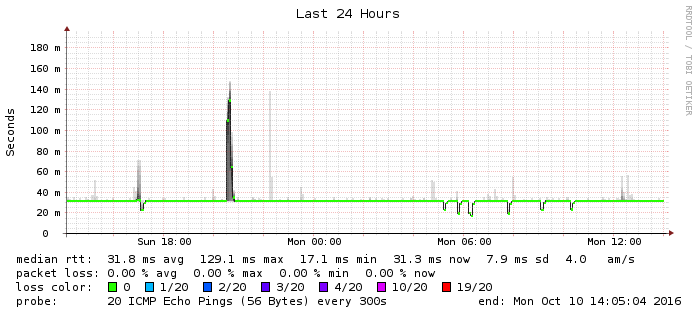 Last 24 Hours
RRDTOOL / TOBI OETIKER
Seconds
180 m
160 m
140 m
120 m
100 m
80 m
60 m
40 m
20 m
0
Sun 18:00 Mon 00:00 Mon 06:00 Mon 12:00
median rtt: 31.8 ms avg 129.1 ms max 17.1 ms min 31.3 ms now 7.9 ms sd 4.0 am/s
packet loss: 0.00 % avg 0.00 % max 0.00 % min 0.00 % now
loss color: 0 1/20 2/20 3/20 4/20 10/20 19/20
probe: 20 ICMP Echo Pings (56 Bytes) every 300s end: Mon Oct 10 14:05:04 2016